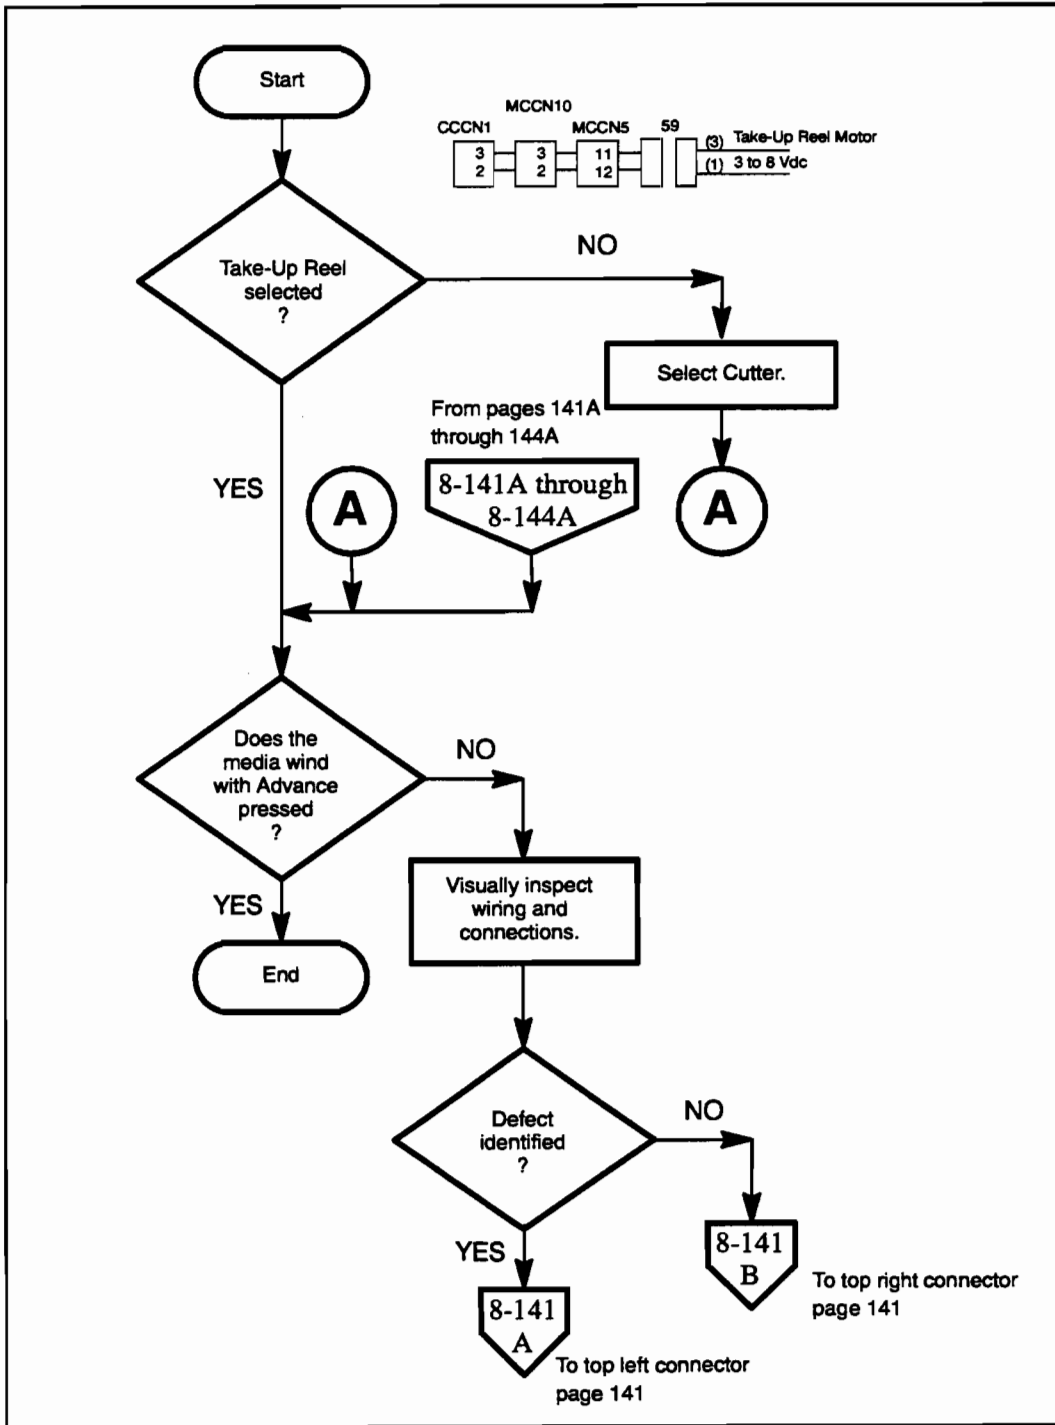 Start
MCCN10
CCCN1
MCCN5
59
3
3
11
2
2
12
(3) Take-Up Reel Motor
(1) 3 to 8 Vdc
Take-Up Reel
selected
?
NO
Select Cutter.
YES
From pages 141A
through 144A
A
8-141A through
8-144A
A
Does the
media wind
with Advance
pressed
?
NO
YES
End
Visually inspect
wiring and
connections.
Defect
identified
?
NO
8-141
B
To top right connector
page 141
YES
8-141
A
To top left connector
page 141